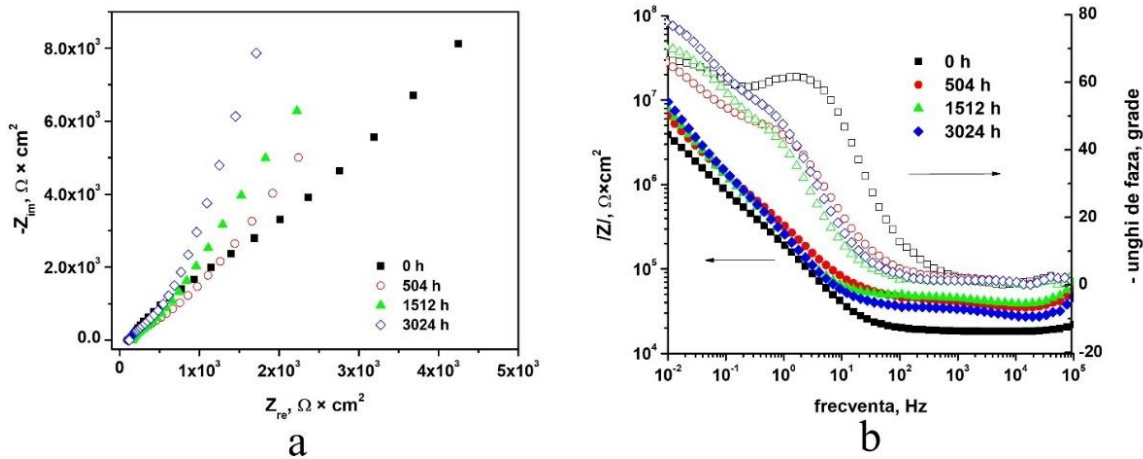 8.0x10³
6.0x10³
4.0x10³
2.0x10³
0.0
-Z_im, Ω × cm²
0 h
504 h
1512 h
3024 h
0
1x10³
2x10³
3x10³
4x10³
5x10³
Z_re, Ω × cm²
a
10⁸
10⁷
10⁶
10⁵
10⁴
/Z/, Ω×cm²
0 h
504 h
1512 h
3024 h
80
60
40
20
0
-20
- unghi de faza, grade
10⁻²
10⁻¹
10⁰
10¹
10²
10³
10⁴
10⁵
frecventa, Hz
b